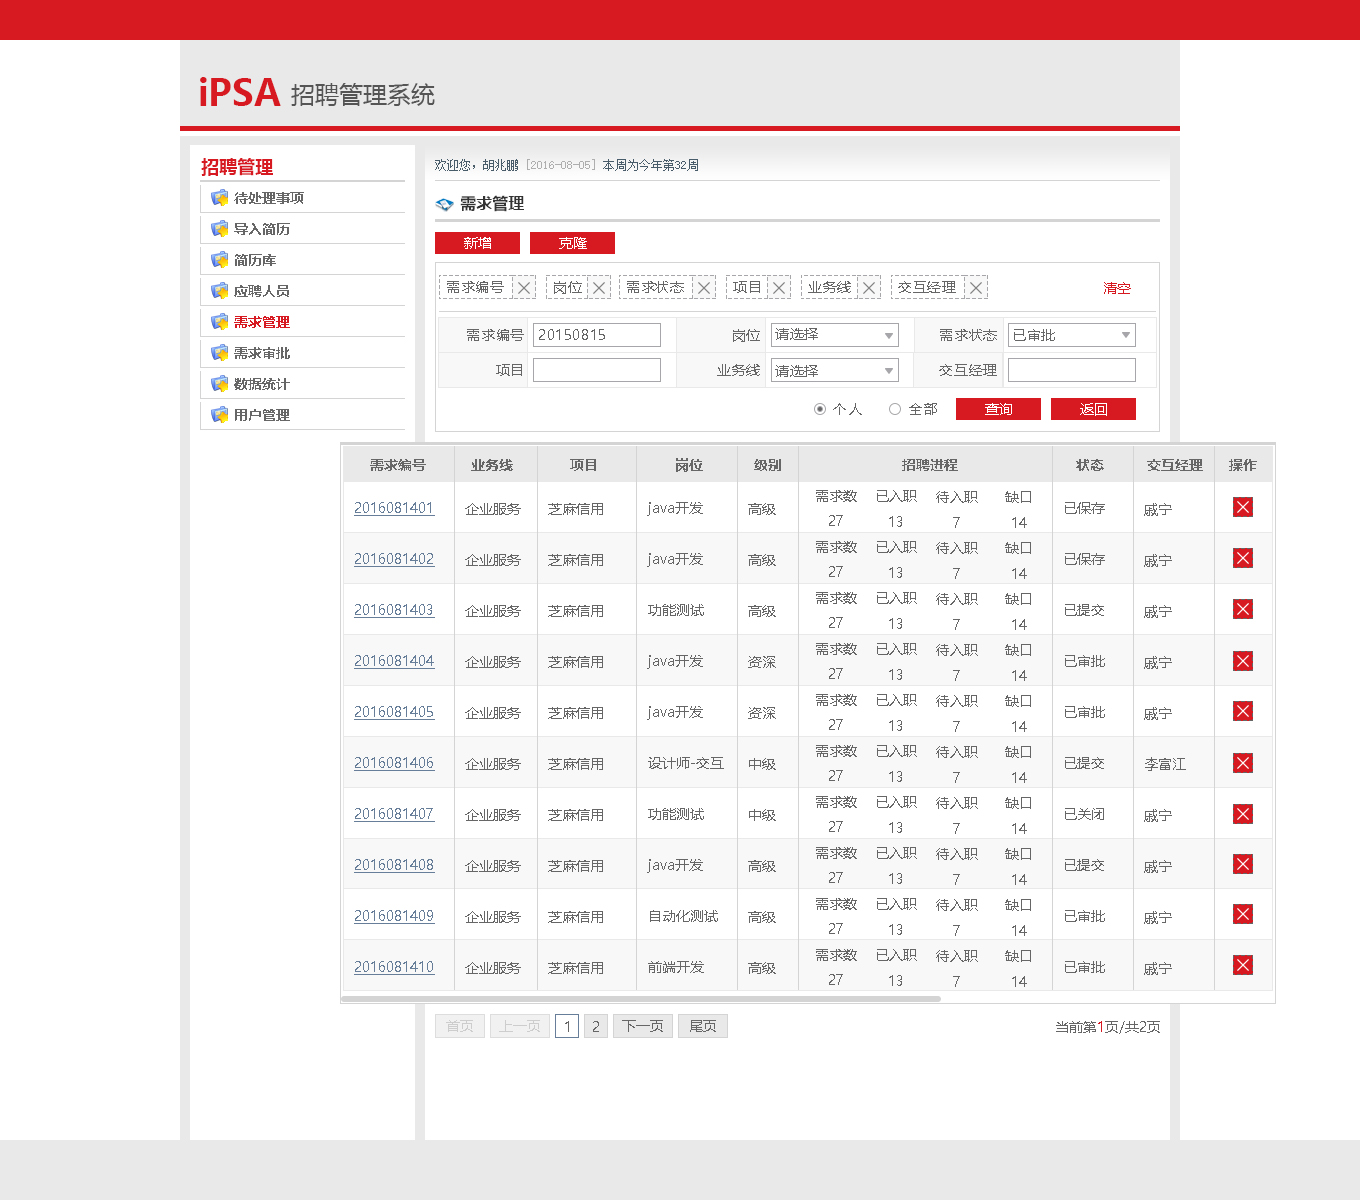 iPSA 招聘管理系统
招聘管理
待处理事项
导入简历
简历库
应聘人员
需求管理
需求审批
数据统计
用户管理
欢迎您，胡兆鹏 [2016-08-05] 本周为今年第32周
需求管理
新增 克隆
需求编号 岗位 需求状态 项目 业务线 交互经理 清空
需求编号 20150815 岗位 请选择 需求状态 已审批
项目 业务线 请选择 交互经理
个人 全部 查询 返回
需求编号 业务线 项目 岗位 级别 招聘进程 状态 交互经理 操作
2016081401 企业服务 芝麻信用 java开发 高级 需求数 已入职 待入职 缺口 已保存 戚宁
27 13 7 14
2016081402 企业服务 芝麻信用 java开发 高级 需求数 已入职 待入职 缺口 已保存 戚宁
27 13 7 14
2016081403 企业服务 芝麻信用 功能测试 高级 需求数 已入职 待入职 缺口 已提交 戚宁
27 13 7 14
2016081404 企业服务 芝麻信用 java开发 资深 需求数 已入职 待入职 缺口 已审批 戚宁
27 13 7 14
2016081405 企业服务 芝麻信用 java开发 资深 需求数 已入职 待入职 缺口 已审批 戚宁
27 13 7 14
2016081406 企业服务 芝麻信用 设计师-交互 中级 需求数 已入职 待入职 缺口 已提交 李富江
27 13 7 14
2016081407 企业服务 芝麻信用 功能测试 中级 需求数 已入职 待入职 缺口 已关闭 戚宁
27 13 7 14
2016081408 企业服务 芝麻信用 java开发 高级 需求数 已入职 待入职 缺口 已提交 戚宁
27 13 7 14
2016081409 企业服务 芝麻信用 自动化测试 高级 需求数 已入职 待入职 缺口 已审批 戚宁
27 13 7 14
2016081410 企业服务 芝麻信用 前端开发 高级 需求数 已入职 待入职 缺口 已审批 戚宁
27 13 7 14
首页 上一页 1 2 下一页 尾页 当前第1页/共2页